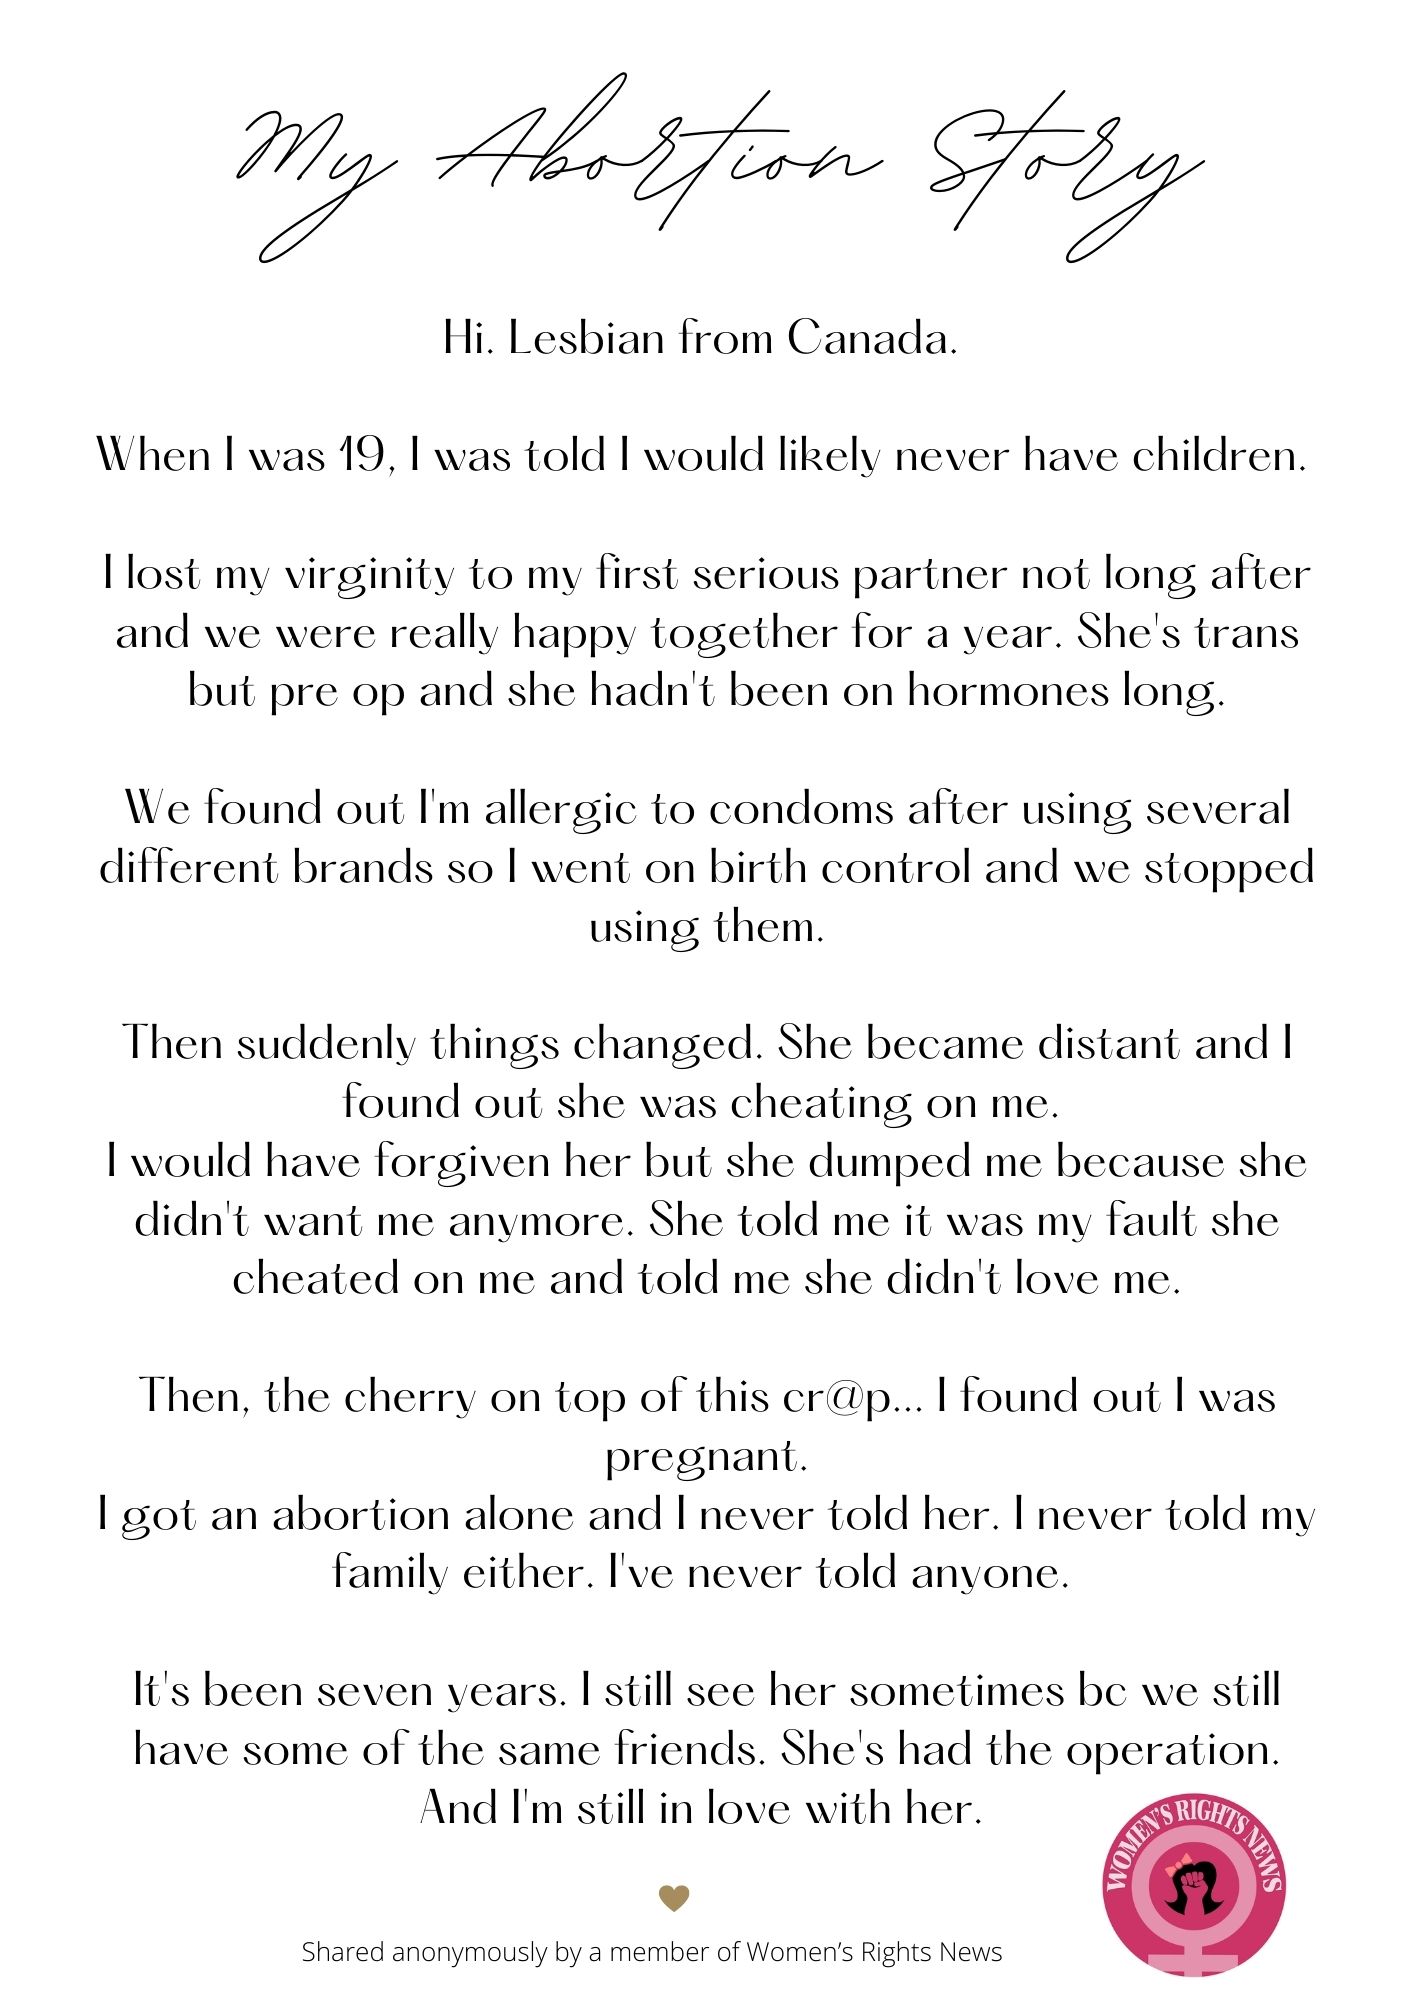 My Abortion Story
Hi. Lesbian from Canada.
When I was 19, I was told I would likely never have children.
I lost my virginity to my first serious partner not long after
and we were really happy together for a year. She's trans
but pre op and she hadn't been on hormones long.
We found out I'm allergic to condoms after using several
different brands so I went on birth control and we stopped
using them.
Then suddenly things changed. She became distant and I
found out she was cheating on me.
I would have forgiven her but she dumped me because she
didn't want me anymore. She told me it was my fault she
cheated on me and told me she didn't love me.
Then, the cherry on top of this cr@p... I found out I was
pregnant.
I got an abortion alone and I never told her. I never told my
family either. I've never told anyone.
It's been seven years. I still see her sometimes bc we still
have some of the same friends. She's had the operation.
And I'm still in love with her.
WOMEN'S RIGHTS NEWS
Shared anonymously by a member of Women’s Rights News